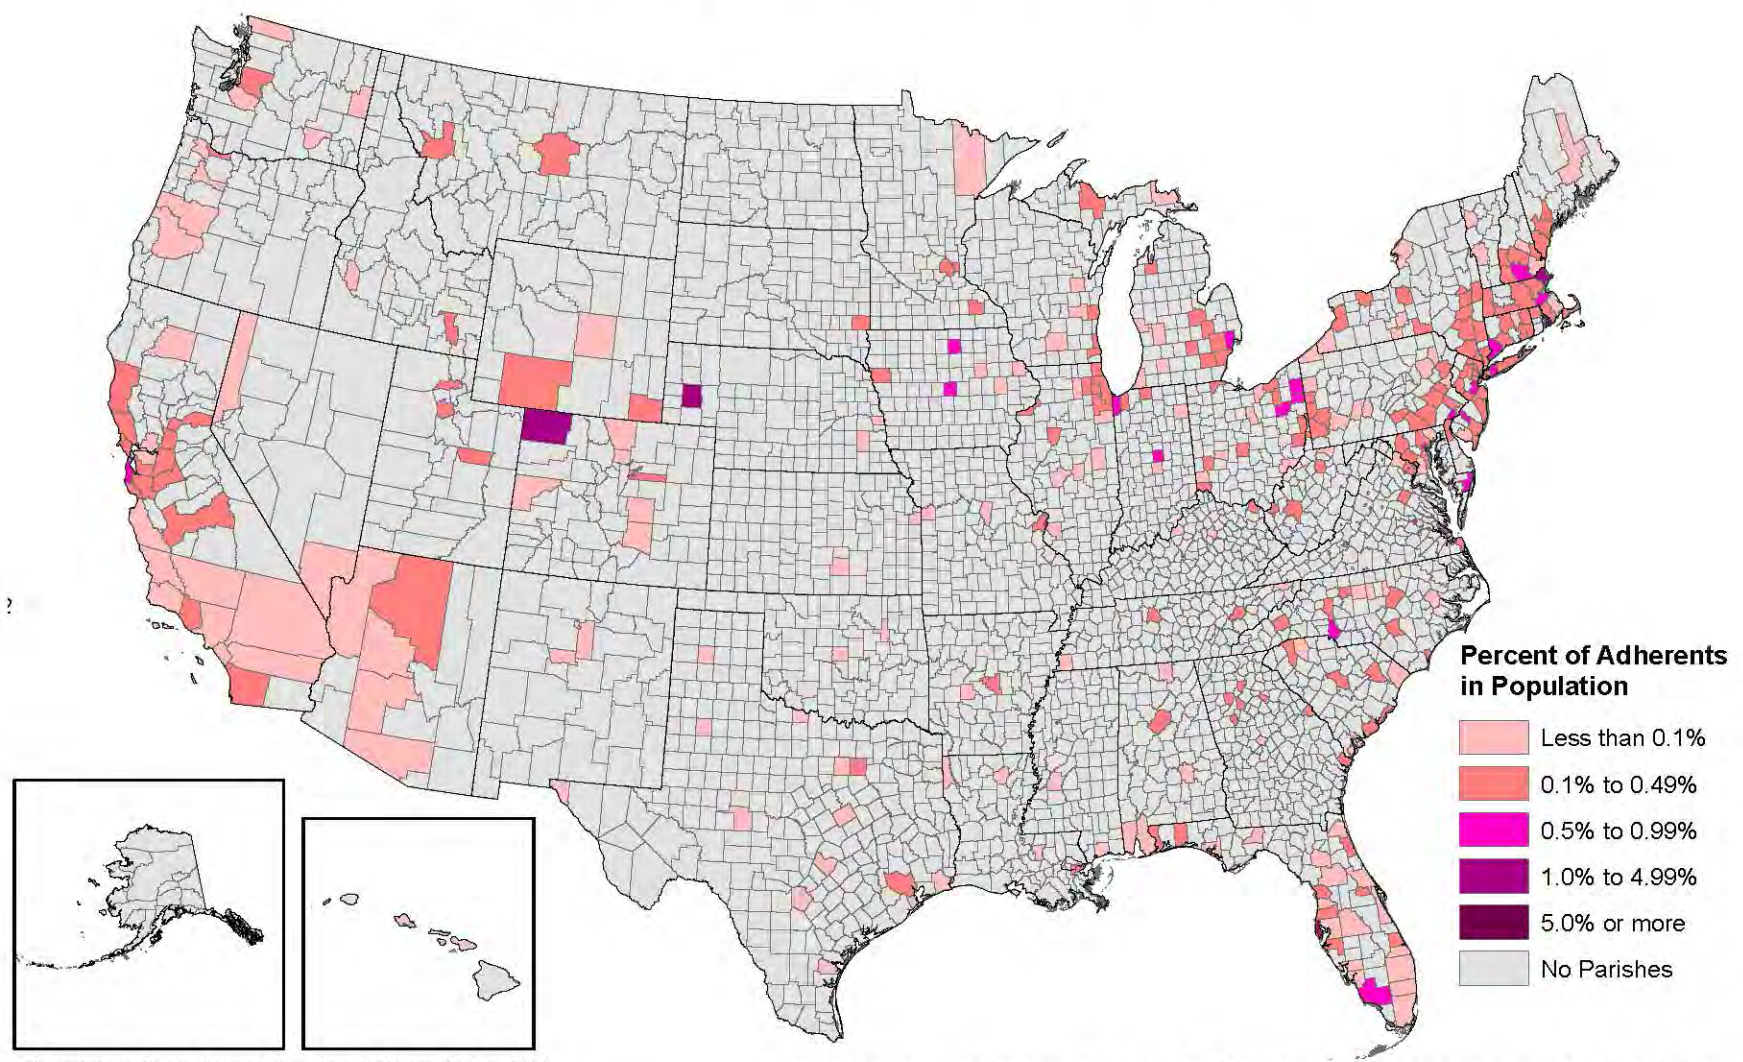 ?
Percent of Adherents
in Population
Less than 0.1%
0.1% to 0.49%
0.5% to 0.99%
1.0% to 4.99%
5.0% or more
No Parishes